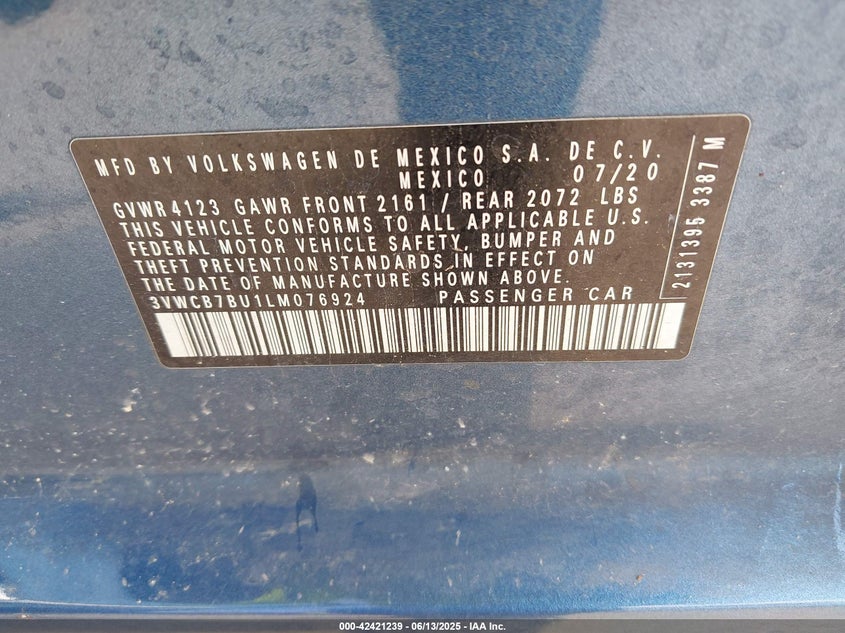 MFD BY VOLKSWAGEN DE MEXICO S.A. DE C.V.
MEXICO 07/20
GVWR 4123 GAWR FRONT 2161 / REAR 2072 LBS
THIS VEHICLE CONFORMS TO ALL APPLICABLE U.S.
FEDERAL MOTOR VEHICLE SAFETY, BUMPER AND
THEFT PREVENTION STANDARDS IN EFFECT ON
THE DATE OF MANUFACTURE SHOWN ABOVE.
3VWCB7BU1LM076924 PASSENGER CAR
2131395 3387 M
000-42421239 - 06/13/2025 - IAA Inc.